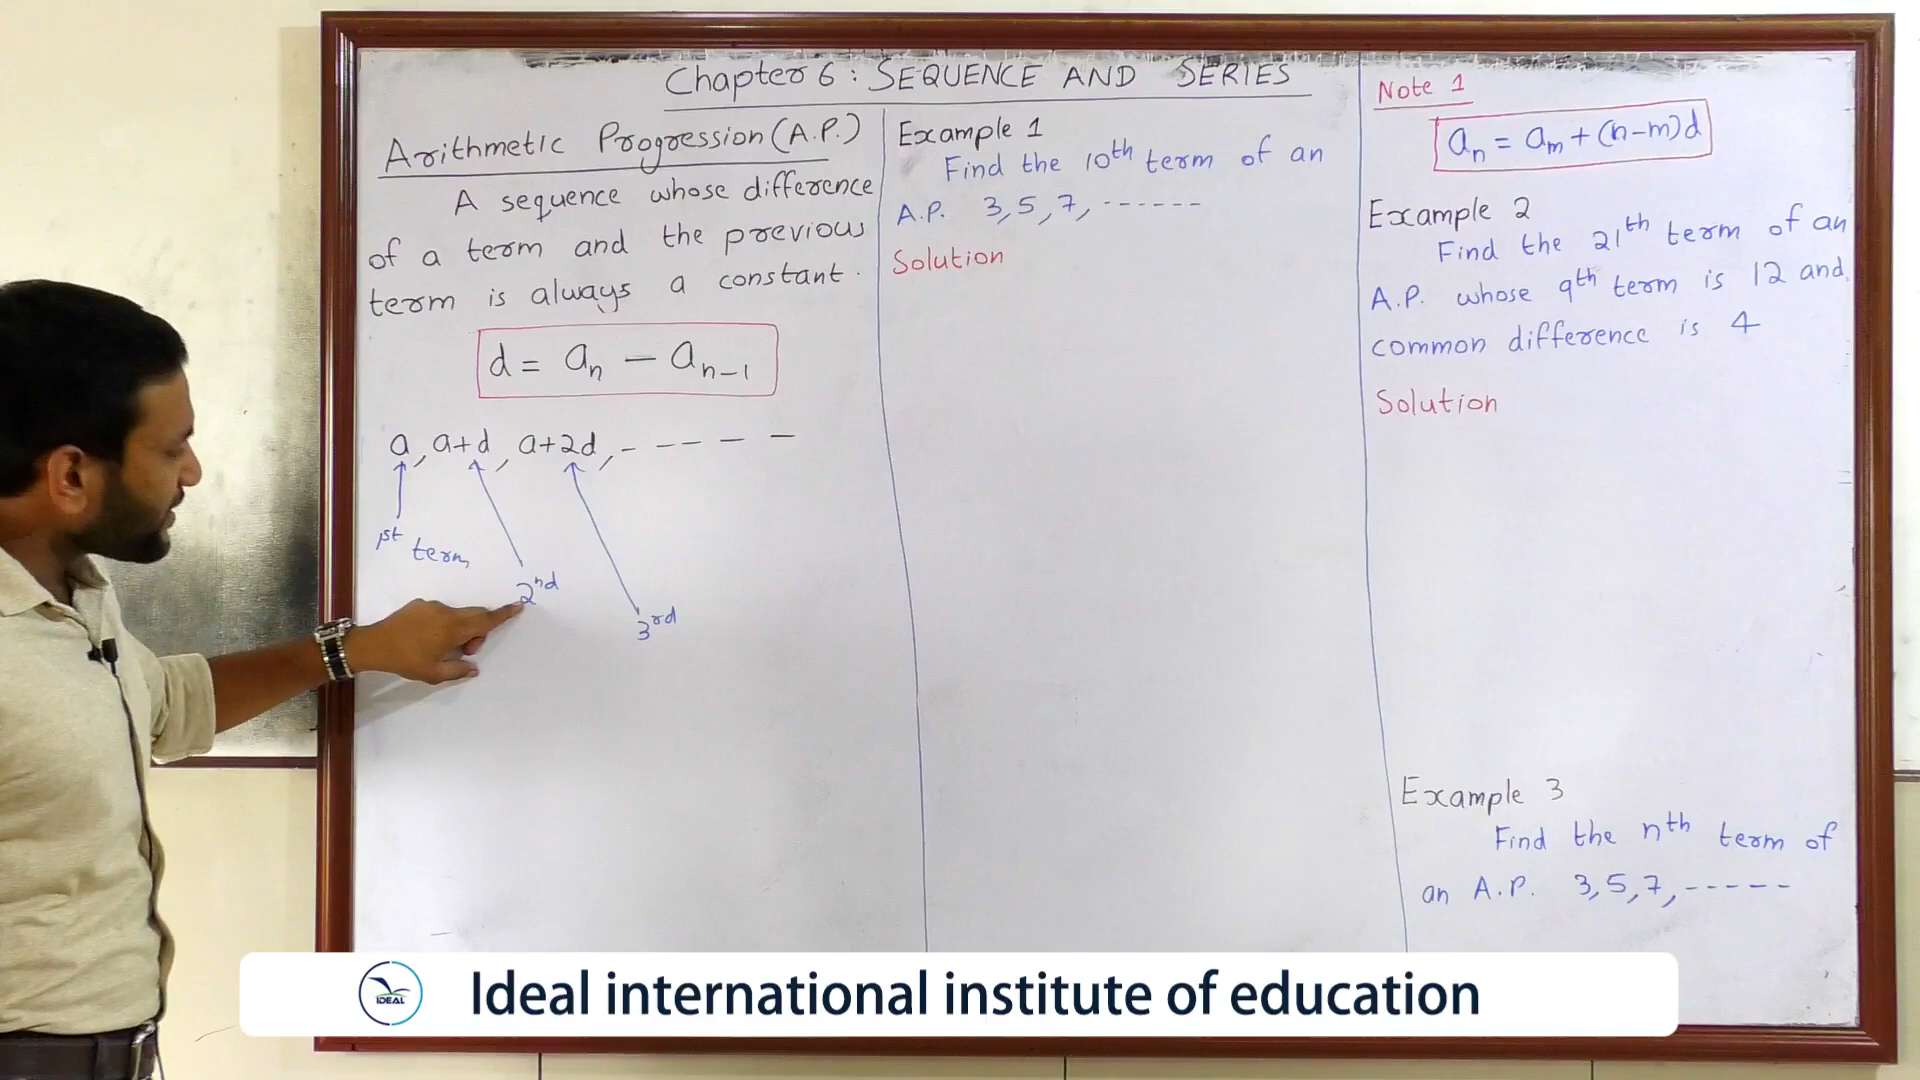 Chapter 6 : SEQUENCE AND SERIES
Arithmetic Progression (A.P.)
A sequence whose difference
of a term and the previous
term is always a constant.
d = aₙ — aₙ₋₁
a, a+d, a+2d, - - - - -
1st term
2nd
3rd
Example 1
Find the 10th term of an
A.P. 3, 5, 7, ------
Solution
Note 1
aₙ = aₘ + (n-m)d
Example 2
Find the 21th term of an
A.P. whose 9th term is 12 and
common difference is 4
Solution
Example 3
Find the nth term of
an A.P. 3, 5, 7, -----
IDEAL
Ideal international institute of education